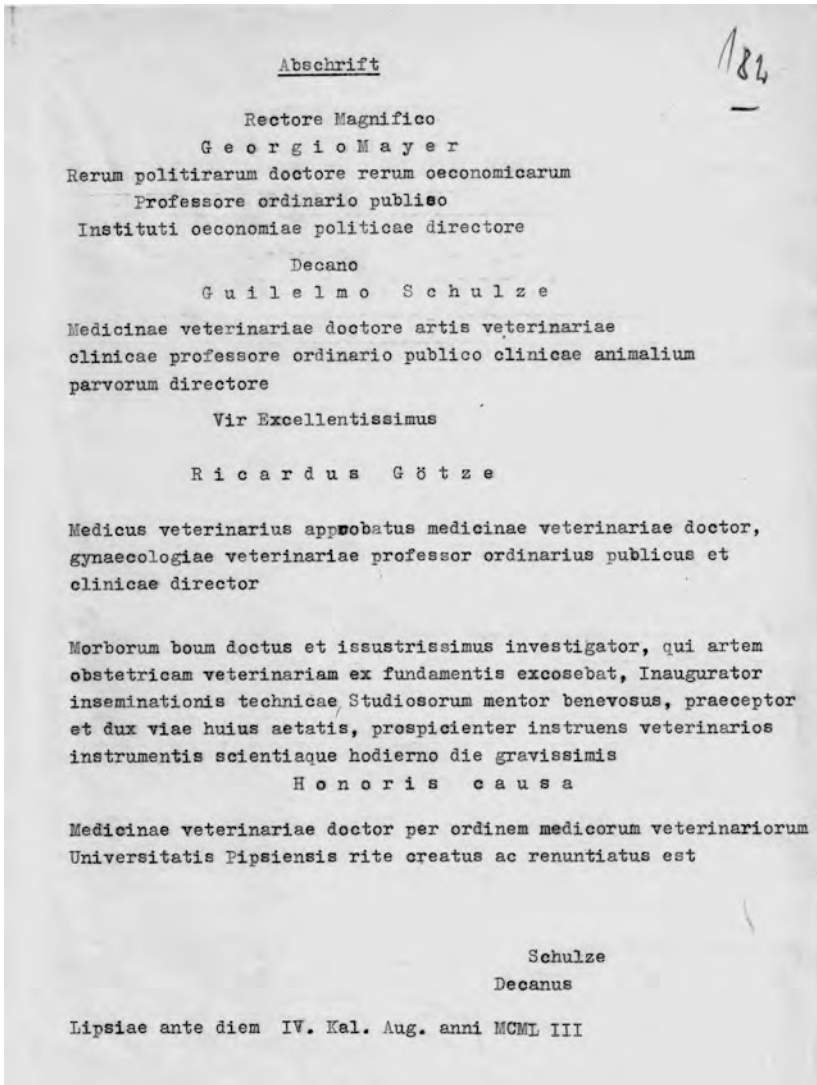 Abschrift
182
Rectore Magnifico
G e o r g i o M a y e r
Rerum politirarum doctore rerum oeconomicarum
Professore ordinario publico
Instituti oeconomiae politicae directore
Decano
G u i l e l m o  S c h u l z e
Medicinae veterinariae doctore artis veterinariae
clinicae professore ordinario publico clinicae animalium
parvorum directore
Vir Excellentissimus
R i c a r d u s  G ö t z e
Medicus veterinarius approbatus medicinae veterinariae doctor,
gynaecologiae veterinariae professor ordinarius publicus et
clinicae director
Morborum boum doctus et issustrissimus investigator, qui artem
obstetricam veterinariam ex fundamentis excosebat, Inaugurator
inseminationis technicae, Studiosorum mentor benevosus, praeceptor
et dux viae huius aetatis, prospicienter instruens veterinarios
instrumentis scientiaque hodierno die gravissimis
H o n o r i s  c a u s a
Medicinae veterinariae doctor per ordinem medicorum veterinariorum
Universitatis Pipsiensis rite creatus ac renuntiatus est
Schulze
Decanus
Lipsiae ante diem IV. Kal. Aug. anni MCML III